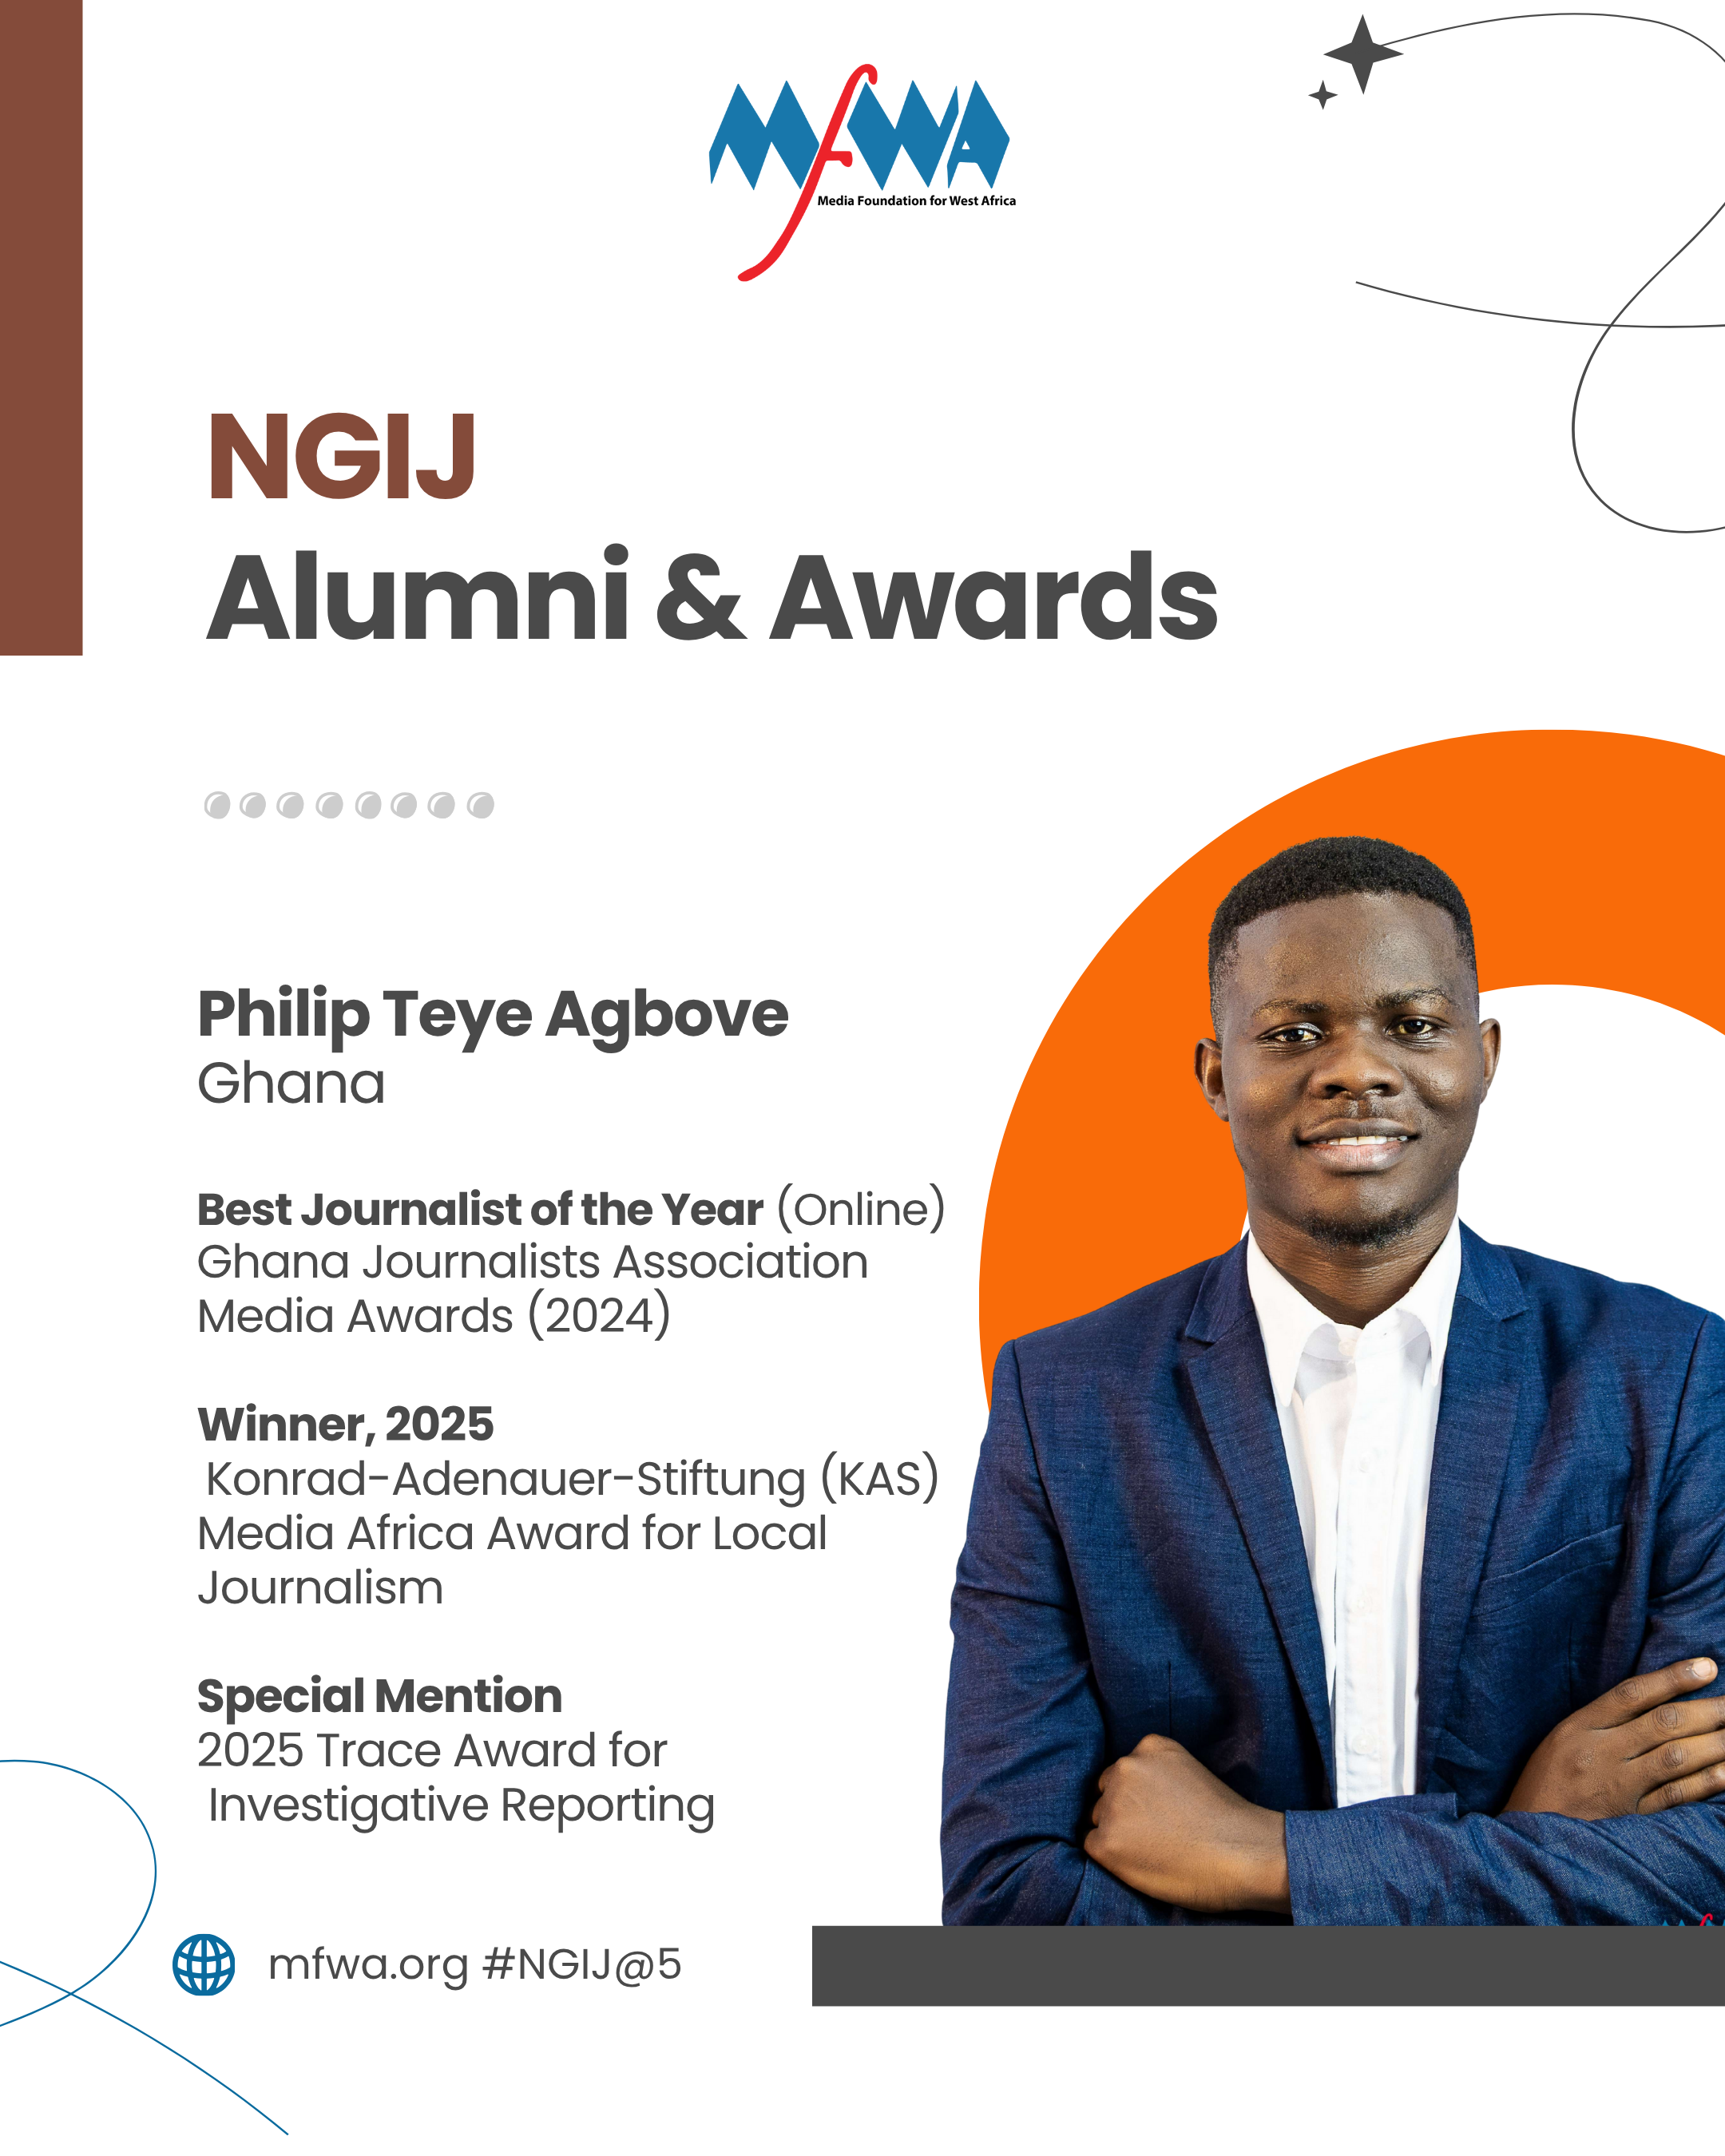 MfWA
Media Foundation for West Africa
NGIJ
Alumni & Awards
Philip Teye Agbove
Ghana
Best Journalist of the Year (Online)
Ghana Journalists Association
Media Awards (2024)
Winner, 2025
Konrad-Adenauer-Stiftung (KAS)
Media Africa Award for Local
Journalism
Special Mention
2025 Trace Award for
Investigative Reporting
mfwa.org #NGIJ@5